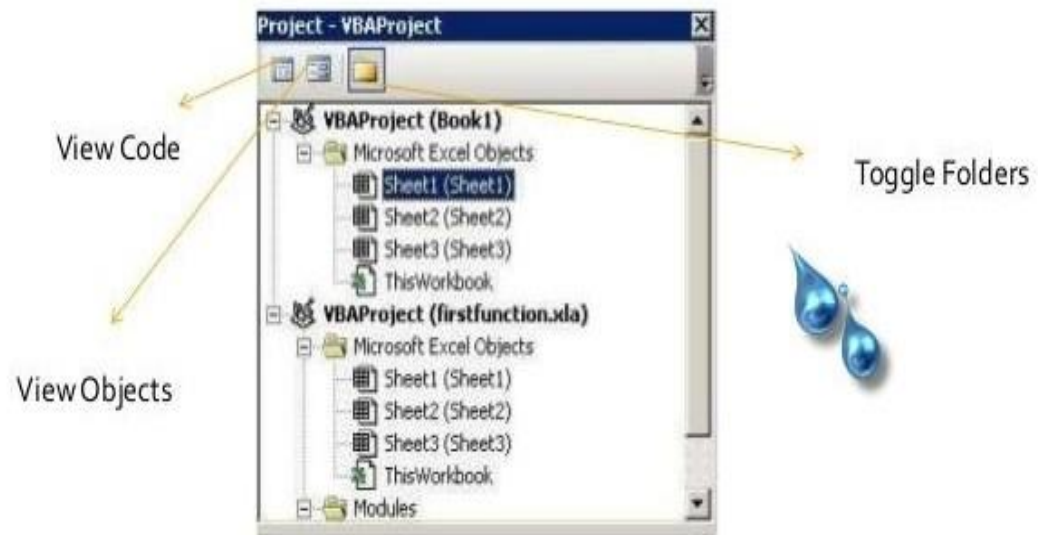 Project - VBAProject
View Code
View Objects
Toggle Folders
VBAProject (Book1)
Microsoft Excel Objects
Sheet1 (Sheet1)
Sheet2 (Sheet2)
Sheet3 (Sheet3)
ThisWorkbook
VBAProject (firstfunction.xla)
Microsoft Excel Objects
Sheet1 (Sheet1)
Sheet2 (Sheet2)
Sheet3 (Sheet3)
ThisWorkbook
Modules